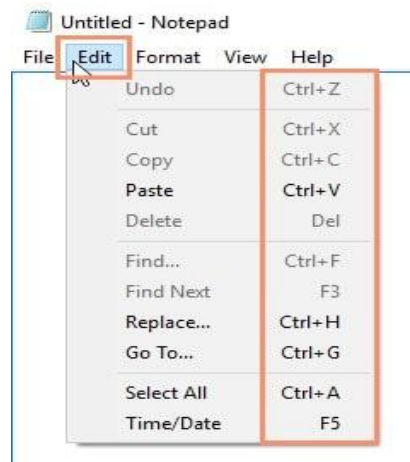 Untitled - Notepad
File Edit Format View Help
Undo Ctrl+Z
Cut Ctrl+X
Copy Ctrl+C
Paste Ctrl+V
Delete Del
Find... Ctrl+F
Find Next F3
Replace... Ctrl+H
Go To... Ctrl+G
Select All Ctrl+A
Time/Date F5